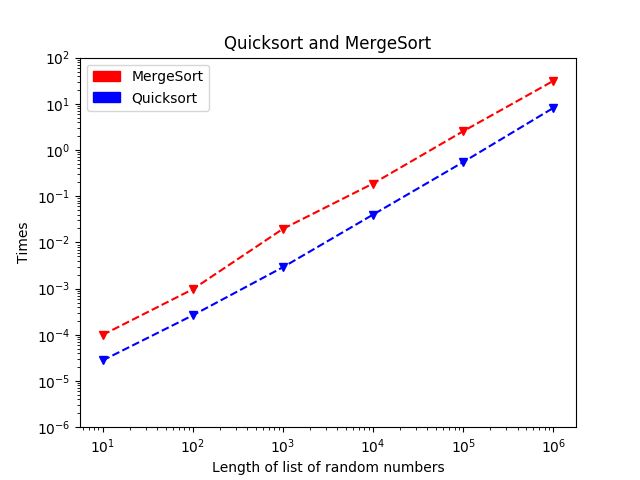 Quicksort and MergeSort
MergeSort
Quicksort
Times
10²
10¹
10⁰
10⁻¹
10⁻²
10⁻³
10⁻⁴
10⁻⁵
10⁻⁶
10¹ 10² 10³ 10⁴ 10⁵ 10⁶
Length of list of random numbers